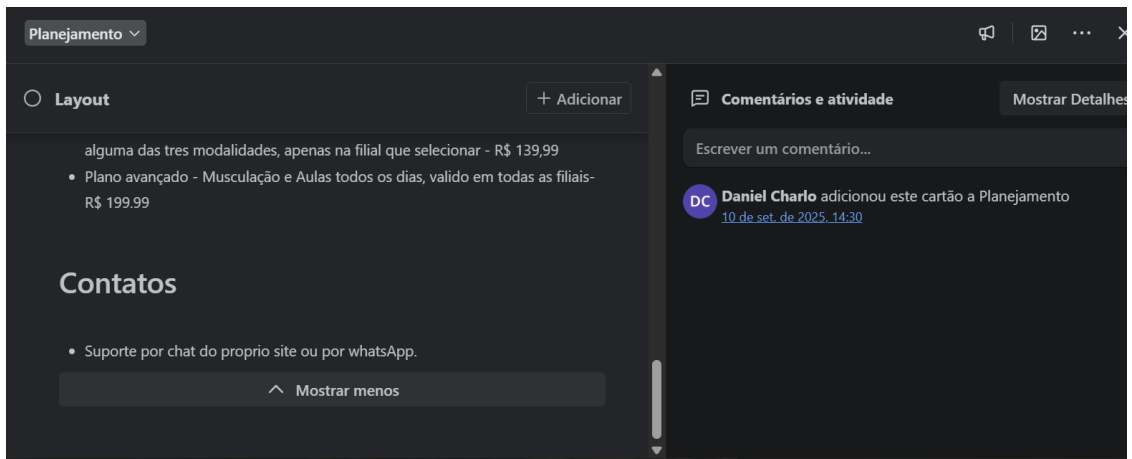 Planejamento
Layout
+ Adicionar
alguma das tres modalidades, apenas na filial que selecionar - R$ 139,99
• Plano avançado - Musculação e Aulas todos os dias, valido em todas as filiais-
R$ 199.99
Contatos
• Suporte por chat do proprio site ou por whatsApp.
Mostrar menos
Comentários e atividade
Mostrar Detalhes
Escrever um comentário...
DC
Daniel Charlo adicionou este cartão a Planejamento
10 de set. de 2025, 14:30